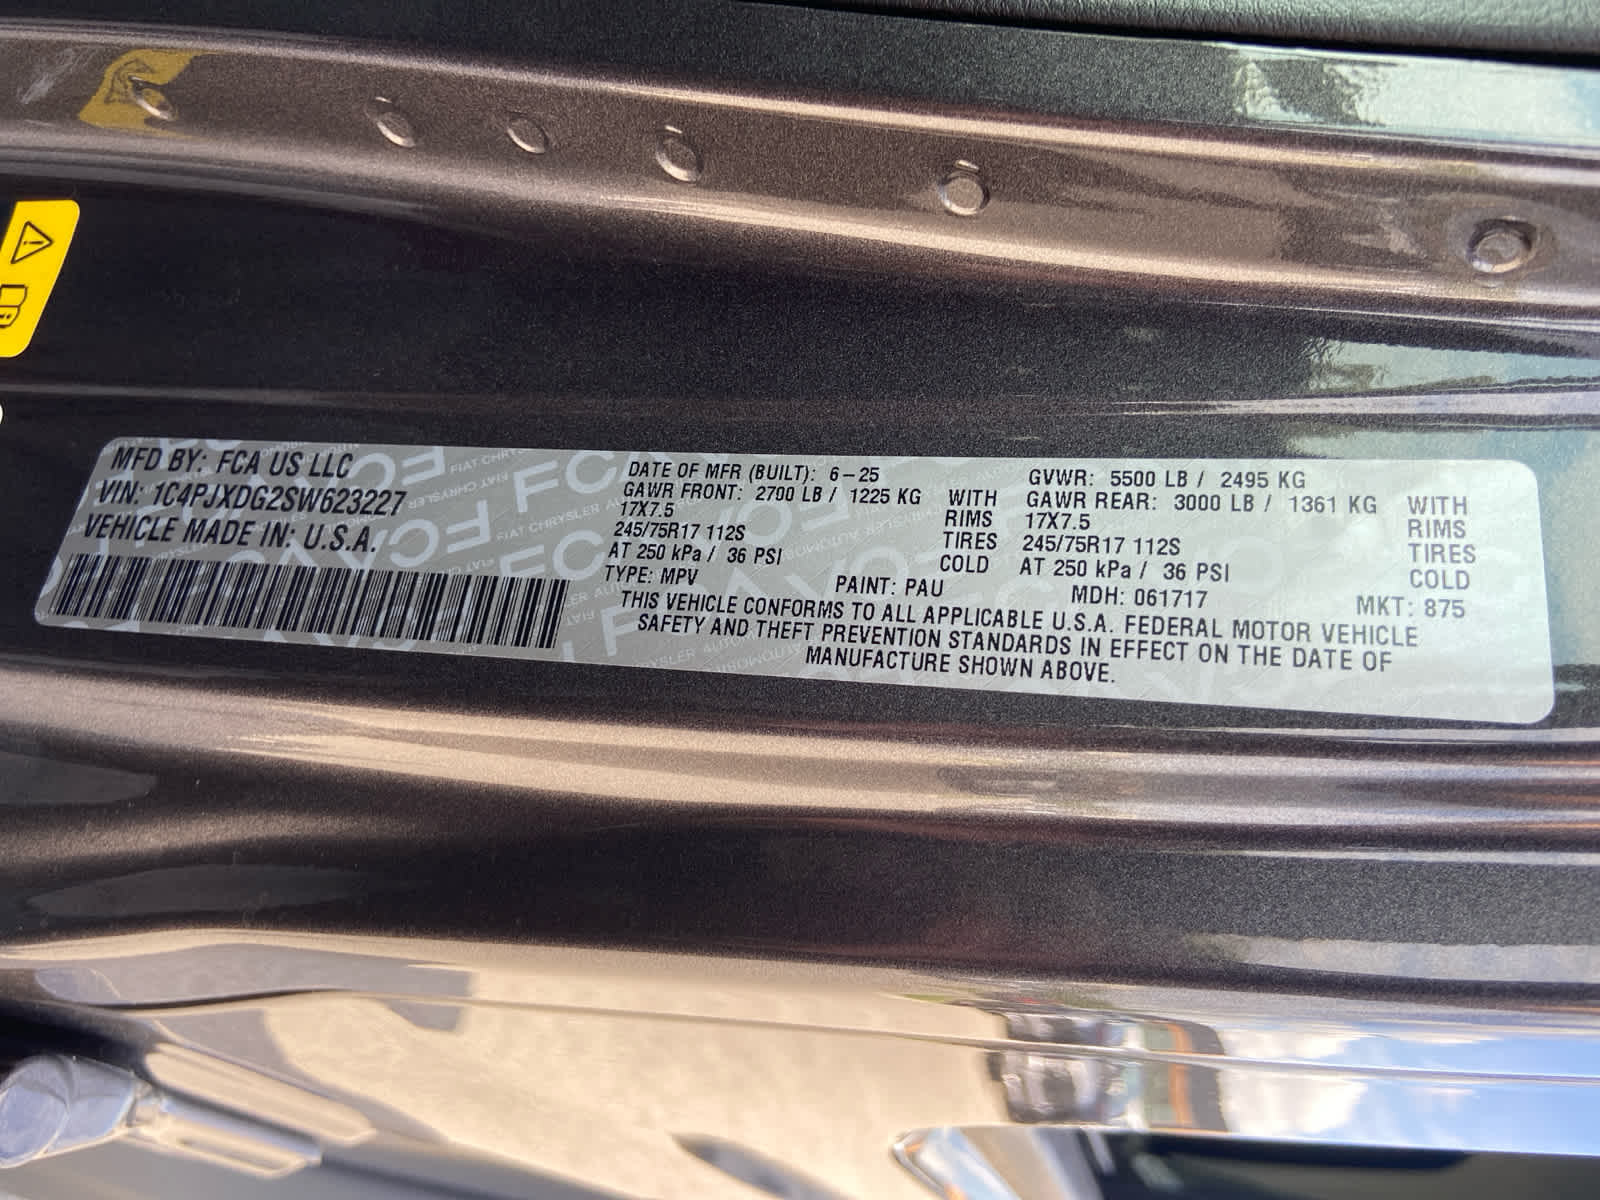 MFD BY: FCA US LLC
VIN: 1C4PJXDG2SW623227
VEHICLE MADE IN: U.S.A.
DATE OF MFR (BUILT): 6-25
GAWR FRONT: 2700 LB / 1225 KG WITH
17X7.5 RIMS
245/75R17 112S TIRES
AT 250 kPa / 36 PSI COLD
GVWR: 5500 LB / 2495 KG
GAWR REAR: 3000 LB / 1361 KG WITH
17X7.5 RIMS
245/75R17 112S TIRES
AT 250 kPa / 36 PSI COLD
TYPE: MPV PAINT: PAU MDH: 061717 MKT: 875
THIS VEHICLE CONFORMS TO ALL APPLICABLE U.S.A. FEDERAL MOTOR VEHICLE
SAFETY AND THEFT PREVENTION STANDARDS IN EFFECT ON THE DATE OF
MANUFACTURE SHOWN ABOVE.